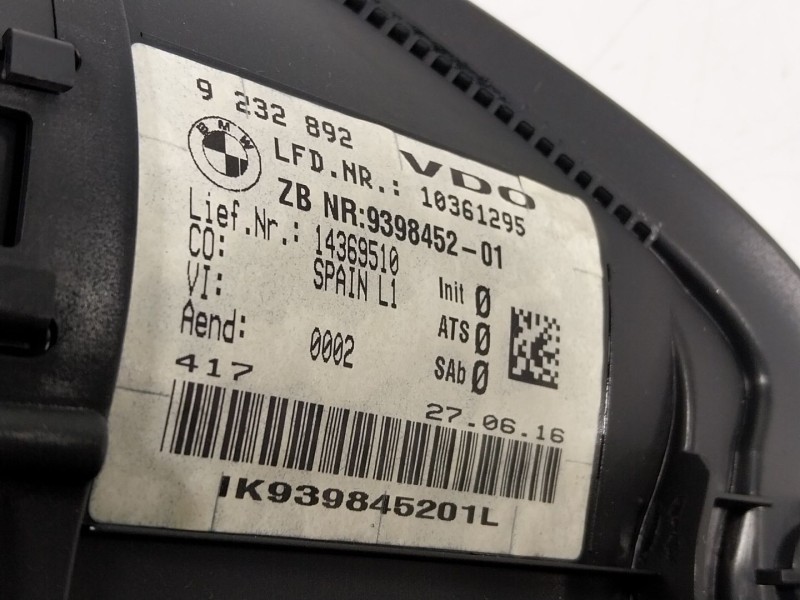 9 232 892
BMW
VDO
LFD.NR.: 10361295
ZB NR:9398452-01
Lief.Nr.: 14369510
CO: SPAIN L1
VI:
Aend: 0002
Init 0
ATS 0
SAb 0
417
27.06.16
IK939845201L